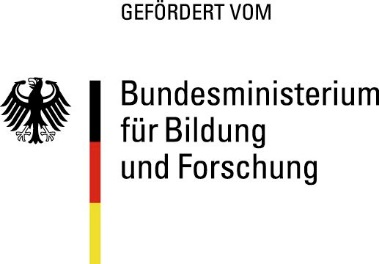 GEFÖRDERT VOM
Bundesministerium
für Bildung
und Forschung